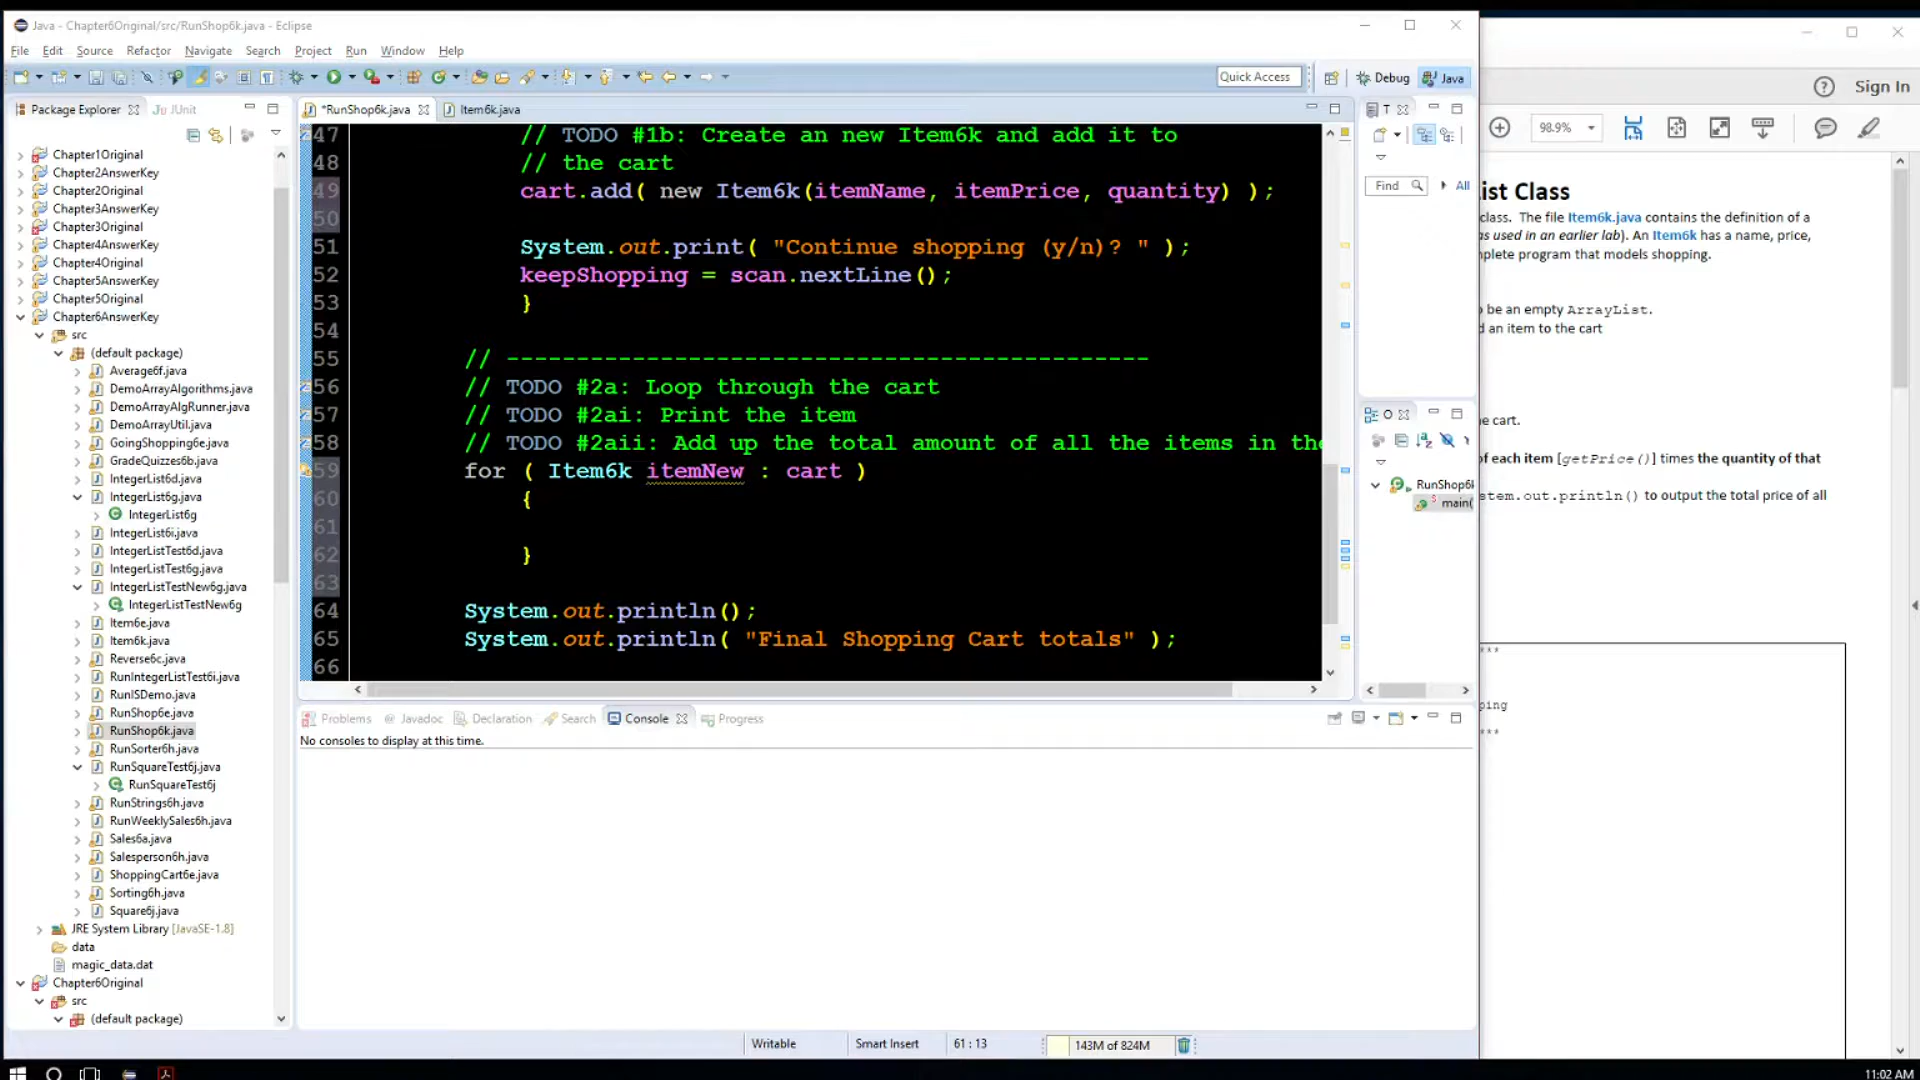 Java - Chapter6Original/src/RunShop6k.java - Eclipse
File Edit Source Refactor Navigate Search Project Run Window Help
Quick Access
Debug
Java
Package Explorer
JUnit
*RunShop6k.java
Item6k.java
Chapter1Original
Chapter2AnswerKey
Chapter2Original
Chapter3AnswerKey
Chapter3Original
Chapter4AnswerKey
Chapter4Original
Chapter5AnswerKey
Chapter5Original
Chapter6AnswerKey
src
(default package)
Average6f.java
DemoArrayAlgorithms.java
DemoArrayAlgRunner.java
DemoArrayUtil.java
GoingShopping6e.java
GradeQuizzes6b.java
IntegerList6d.java
IntegerList6g.java
IntegerList6g
IntegerList6i.java
IntegerListTest6d.java
IntegerListTest6g.java
IntegerListTestNew6g.java
IntegerListTestNew6g
Item6e.java
Item6k.java
Reverse6c.java
RunIntegerListTest6i.java
RunISDemo.java
RunShop6e.java
RunShop6k.java
RunSorter6h.java
RunSquareTest6j.java
RunSquareTest6j
RunStrings6h.java
RunWeeklySales6h.java
Sales6a.java
Salesperson6h.java
ShoppingCart6e.java
Sorting6h.java
Square6j.java
JRE System Library [JavaSE-1.8]
data
magic_data.dat
Chapter6Original
src
(default package)
47 // TODO #1b: Create an new Item6k and add it to
48 // the cart
49 cart.add( new Item6k(itemName, itemPrice, quantity) );
50
51 System.out.print( "Continue shopping (y/n)? " );
52 keepShopping = scan.nextLine();
53 }
54
55 // ----------------------------------------------
56 // TODO #2a: Loop through the cart
57 // TODO #2ai: Print the item
58 // TODO #2aii: Add up the total amount of all the items in the
59 for ( Item6k itemNew : cart )
60 {
61
62 }
63
64 System.out.println();
65 System.out.println( "Final Shopping Cart totals" );
66
T
Find
All
O
RunShop6k
main(
Problems @ Javadoc Declaration Search Console Progress
No consoles to display at this time.
Writable Smart Insert 61 : 13 143M of 824M
Sign In
98.9%
ist Class
class. The file Item6k.java contains the definition of a
s used in an earlier lab). An Item6k has a name, price,
plete program that models shopping.
be an empty ArrayList.
d an item to the cart
e cart.
of each item [getPrice()] times the quantity of that
stem.out.println() to output the total price of all
***
ping
***
11:02 AM